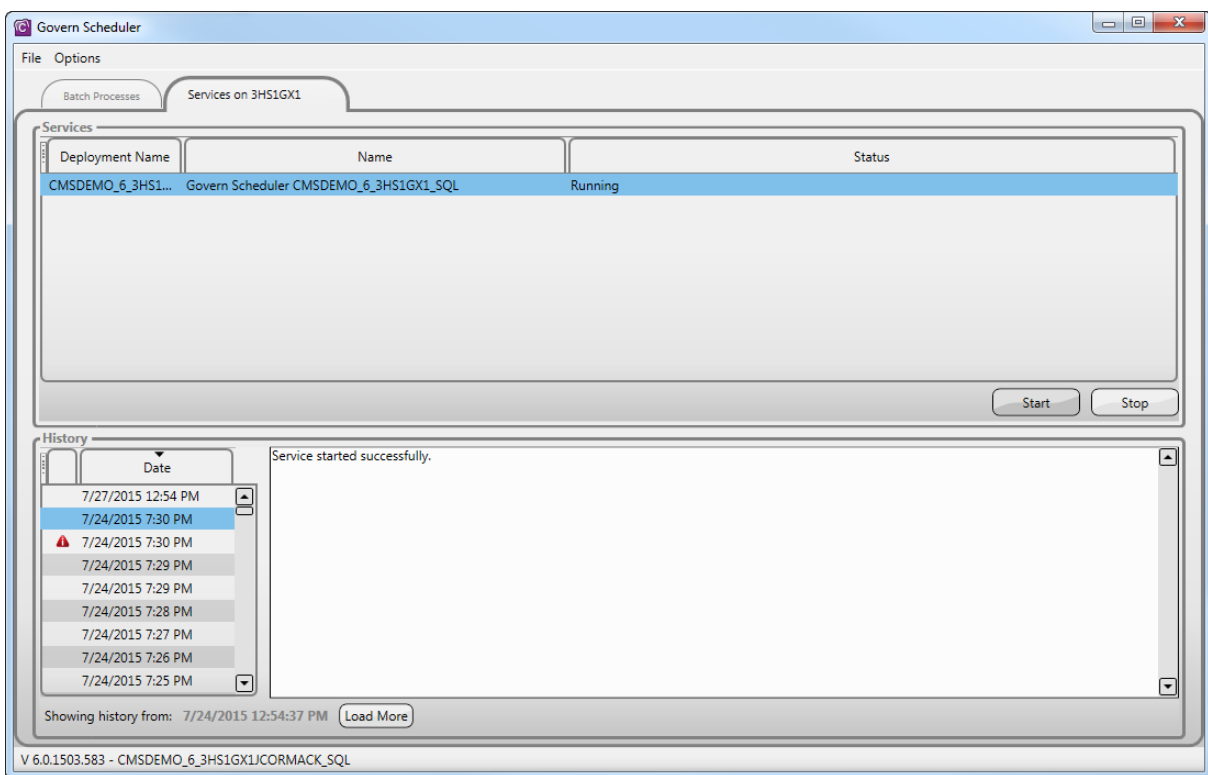 Govern Scheduler
File Options
Batch Processes Services on 3HS1GX1
Services
Deployment Name Name Status
CMSDEMO_6_3HS1... Govern Scheduler CMSDEMO_6_3HS1GX1_SQL Running
Start Stop
History
Date
Service started successfully.
7/27/2015 12:54 PM
7/24/2015 7:30 PM
7/24/2015 7:30 PM
7/24/2015 7:29 PM
7/24/2015 7:29 PM
7/24/2015 7:28 PM
7/24/2015 7:27 PM
7/24/2015 7:26 PM
7/24/2015 7:25 PM
Showing history from: 7/24/2015 12:54:37 PM Load More
V 6.0.1503.583 - CMSDEMO_6_3HS1GX1JCORMACK_SQL